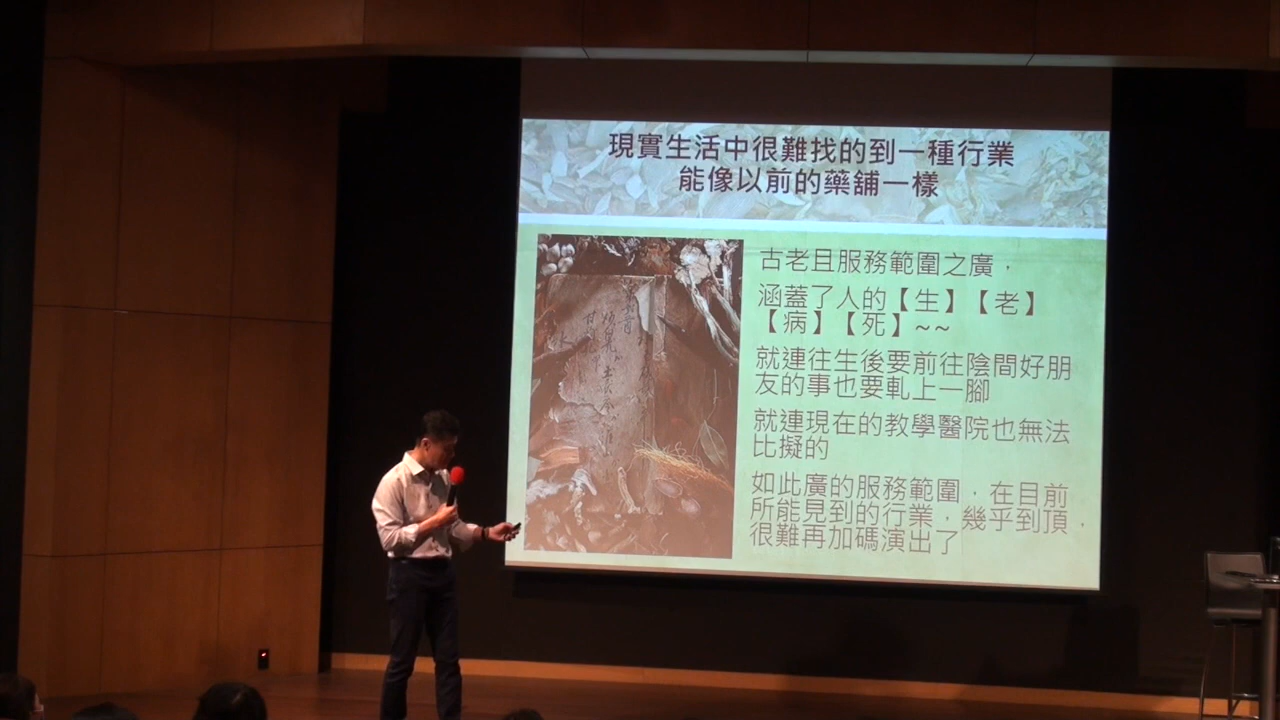 現實生活中很難找的到一種行業
能像以前的藥舖一樣
古老且服務範圍之廣，
涵蓋了人的【生】【老】
【病】【死】~~
就連往生後要前往陰間好朋
友的事也要軋上一腳
就連現在的教學醫院也無法
比擬的
如此廣的服務範圍，在目前
所能見到的行業，幾乎到頂，
很難再加碼演出了